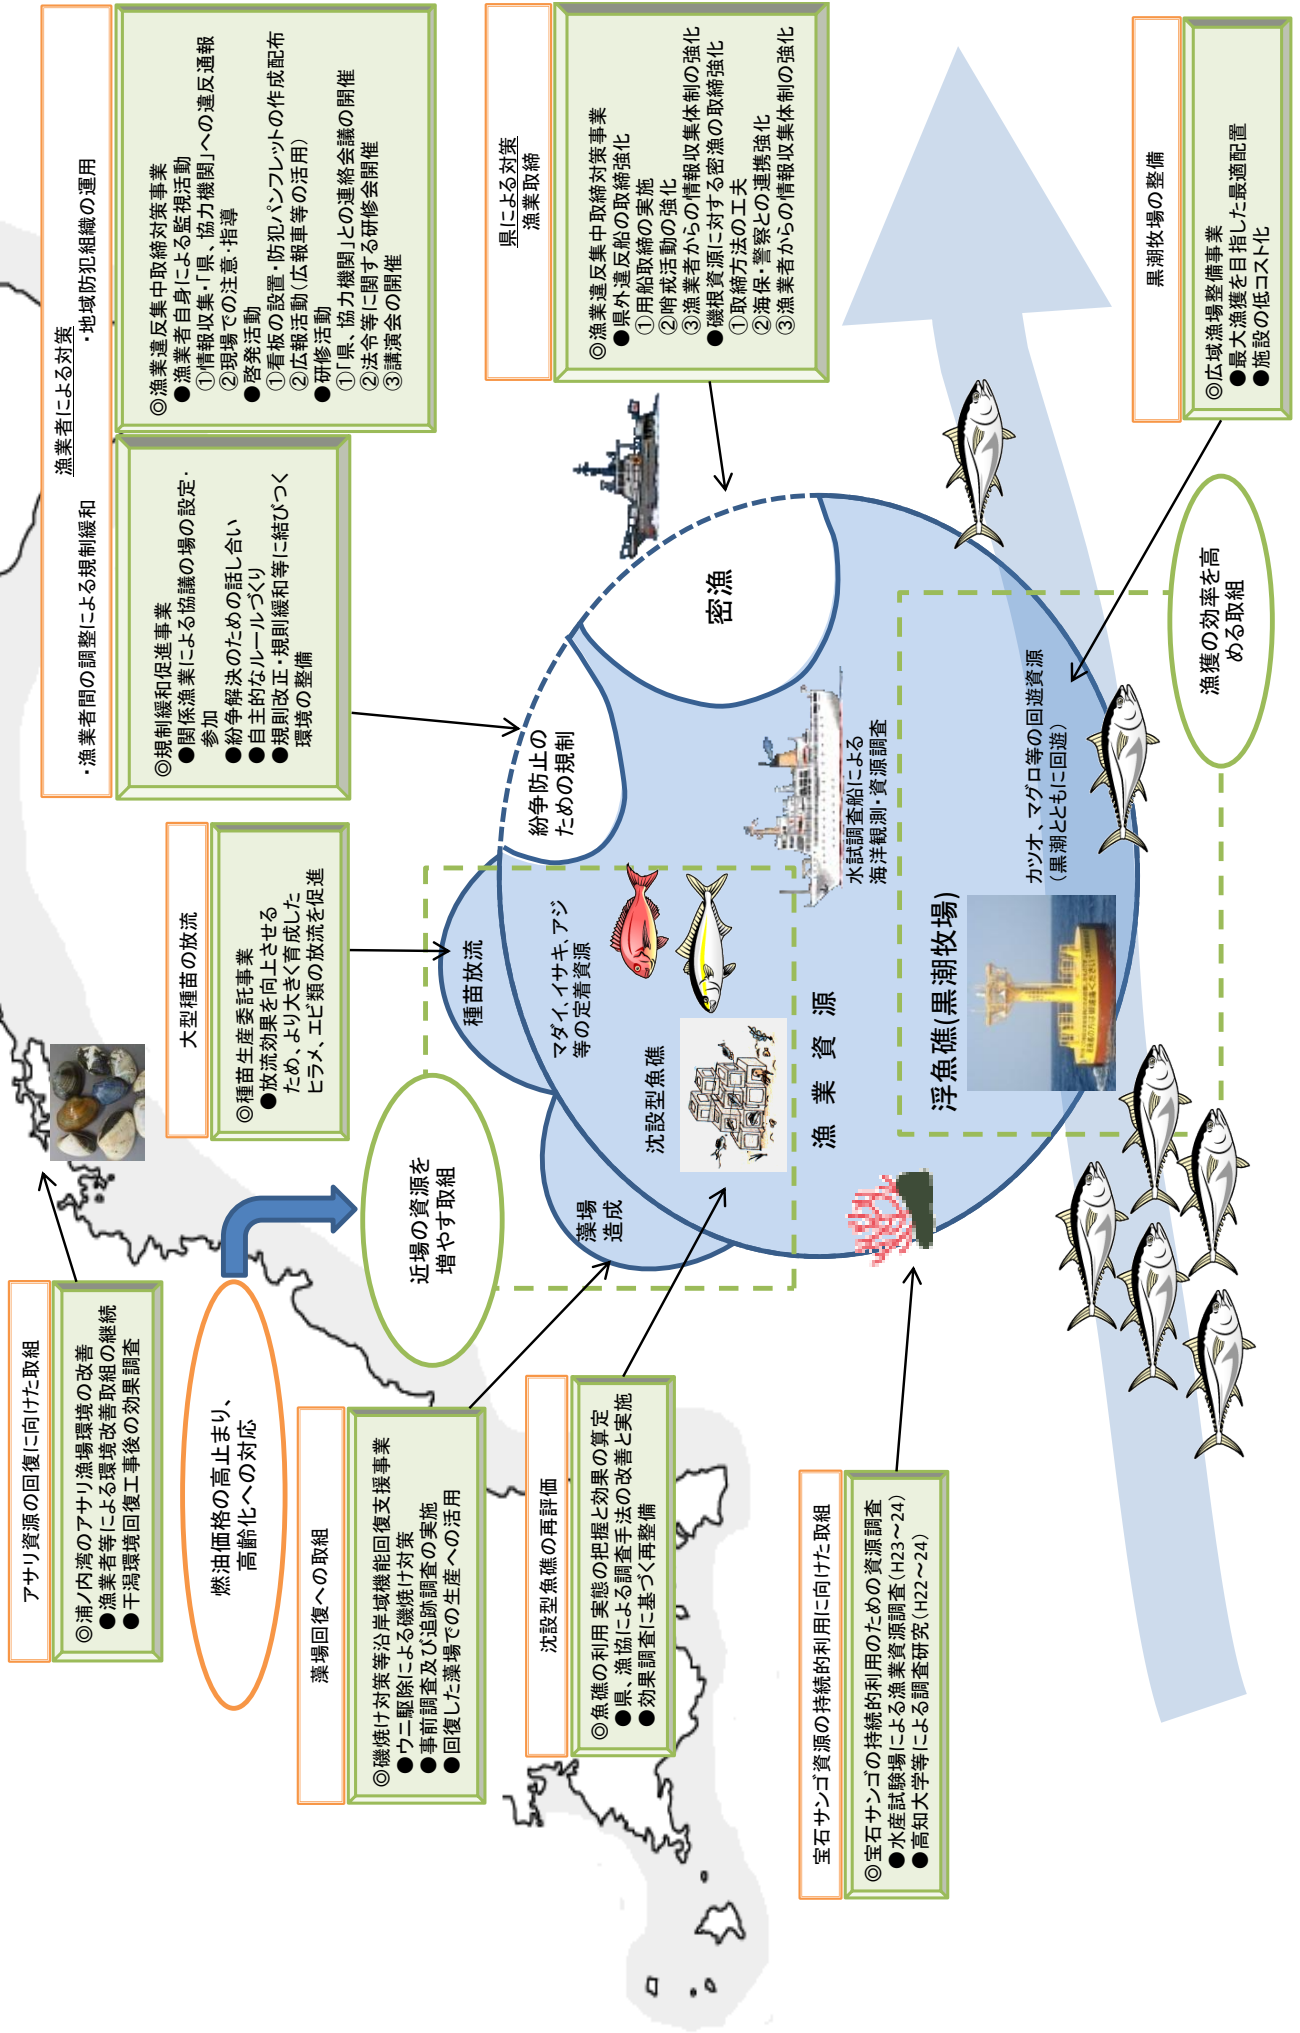 アサリ資源の回復に向けた取組
◎浦ノ内湾のアサリ漁場環境の改善
●漁業者等による環境改善取組の継続
●干潟環境回復工事後の効果調査
燃油価格の高止まり、
高齢化への対応
藻場回復への取組
◎磯焼け対策等沿岸域機能回復支援事業
●ウニ駆除による磯焼け対策
●事前調査及び追跡調査の実施
●回復した藻場での生産への活用
沈設型魚礁の再評価
◎魚礁の利用実態の把握と効果の算定
●県、漁協による調査手法の改善と実施
●効果調査に基づく再整備
宝石サンゴ資源の持続的利用に向けた取組
◎宝石サンゴの持続的利用のための資源調査
●水産試験場による漁業資源調査(H23～24)
●高知大学等による調査研究(H22～24)
大型種苗の放流
◎種苗生産委託事業
●放流効果を向上させる
ため、より大きく育成した
ヒラメ、エビ類の放流を促進
近場の資源を
増やす取組
種苗放流
藻場
造成
マダイ、イサキ、アジ
等の定着資源
沈設型魚礁
漁業資源
浮魚礁(黒潮牧場)
漁業者による対策
・漁業者間の調整による規制緩和
・地域防犯組織の運用
◎規制緩和促進事業
●関係漁業による協議の場の設定・
参加
●紛争解決のための話し合い
●自主的なルールづくり
●規則改正・規則緩和等に結びつく
環境の整備
◎漁業違反集中取締対策事業
●漁業者自身による監視活動
①情報収集・「県、協力機関」への違反通報
②現場での注意・指導
●啓発活動
①看板の設置・防犯パンフレットの作成配布
②広報活動(広報車等の活用)
●研修活動
①「県、協力機関」との連絡会議の開催
②法令等に関する研修会開催
③講演会の開催
紛争防止の
ための規制
密漁
水試調査船による
海洋観測・資源調査
カツオ、マグロ等の回遊資源
(黒潮とともに回遊)
県による対策
漁業取締
◎漁業違反集中取締対策事業
●県外違反船の取締強化
①用船取締の実施
②哨戒活動の強化
③漁業者からの情報収集体制の強化
●磯根資源に対する密漁の取締強化
①取締方法の工夫
②海保・警察との連携強化
③漁業者からの情報収集体制の強化
漁獲の効率を高
める取組
黒潮牧場の整備
◎広域漁場整備事業
●最大漁獲を目指した最適配置
●施設の低コスト化